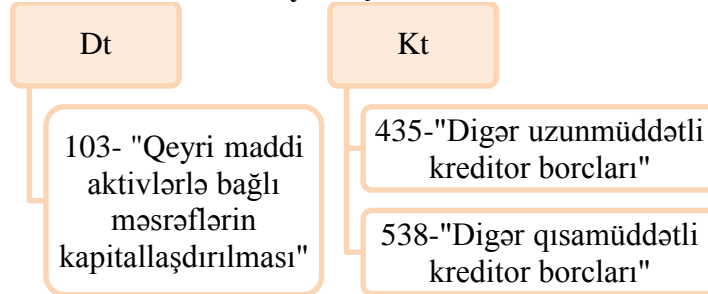 Dt
103- "Qeyri maddi
aktivlərlə bağlı
məsrəflərin
kapitallaşdırılması"
Kt
435-"Digər uzunmüddətli
kreditor borcları"
538-"Digər qısamüddətli
kreditor borcları"